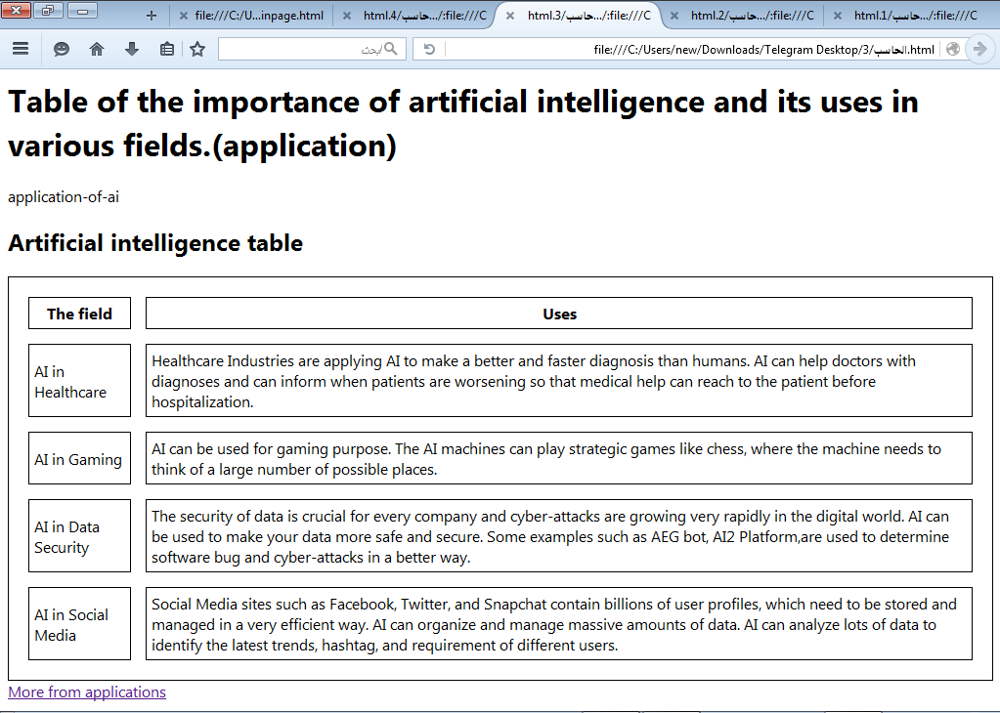 file:///C:/U...inpage.html
html.4/حاسب...‎/:file:///C
html.3/حاسب...‎/:file:///C
html.2/حاسب...‎/:file:///C
html.1/حاسب...‎/:file:///C
ابحث
file:///C:/Users/new/Downloads/Telegram Desktop/3/الحاسب.html
Table of the importance of artificial intelligence and its uses in
various fields.(application)
application-of-ai
Artificial intelligence table
The field
Uses
AI in
Healthcare
Healthcare Industries are applying AI to make a better and faster diagnosis than humans. AI can help doctors with
diagnoses and can inform when patients are worsening so that medical help can reach to the patient before
hospitalization.
AI in Gaming
AI can be used for gaming purpose. The AI machines can play strategic games like chess, where the machine needs to
think of a large number of possible places.
AI in Data
Security
The security of data is crucial for every company and cyber-attacks are growing very rapidly in the digital world. AI can
be used to make your data more safe and secure. Some examples such as AEG bot, AI2 Platform,are used to determine
software bug and cyber-attacks in a better way.
AI in Social
Media
Social Media sites such as Facebook, Twitter, and Snapchat contain billions of user profiles, which need to be stored and
managed in a very efficient way. AI can organize and manage massive amounts of data. AI can analyze lots of data to
identify the latest trends, hashtag, and requirement of different users.
More from applications